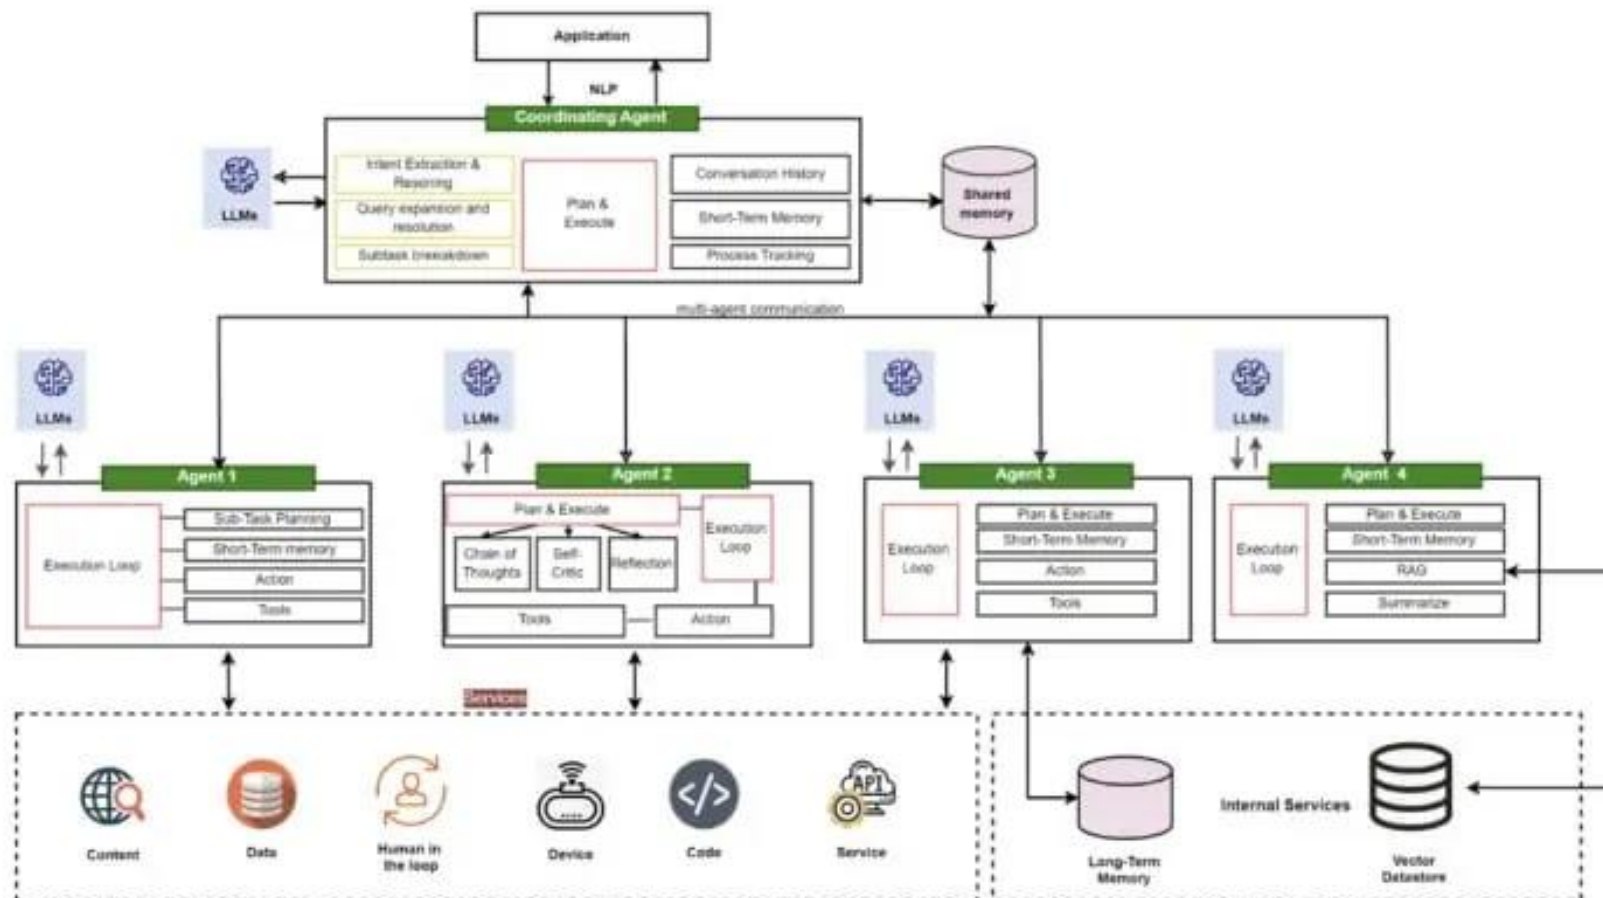 Application
NLP
Coordinating Agent
Intent Extraction &
Resoning
Query expansion and
resolution
Subtask breeakdown
Plan &
Execute
Conversation History
Short-Term Memory
Process Tracking
LLMs
Shared
memory
multi-agent communication
LLMs
LLMs
LLMs
LLMs
Agent 1
Execution Loop
Sub-Task Planning
Short-Term memory
Action
Tools
Agent 2
Plan & Execute
Chain of
Thoughts
Self-
Critic
Reflection
Execution
Loop
Tools
Action
Agent 3
Execution
Loop
Plan & Execute
Short-Term Memory
Action
Tools
Agent 4
Execution
Loop
Plan & Execute
Short-Term Memory
RAG
Summarize
Services
Content
Data
Human in
the loop
Device
Code
API
Service
Long-Term
Memory
Internal Services
Vector
Datastore